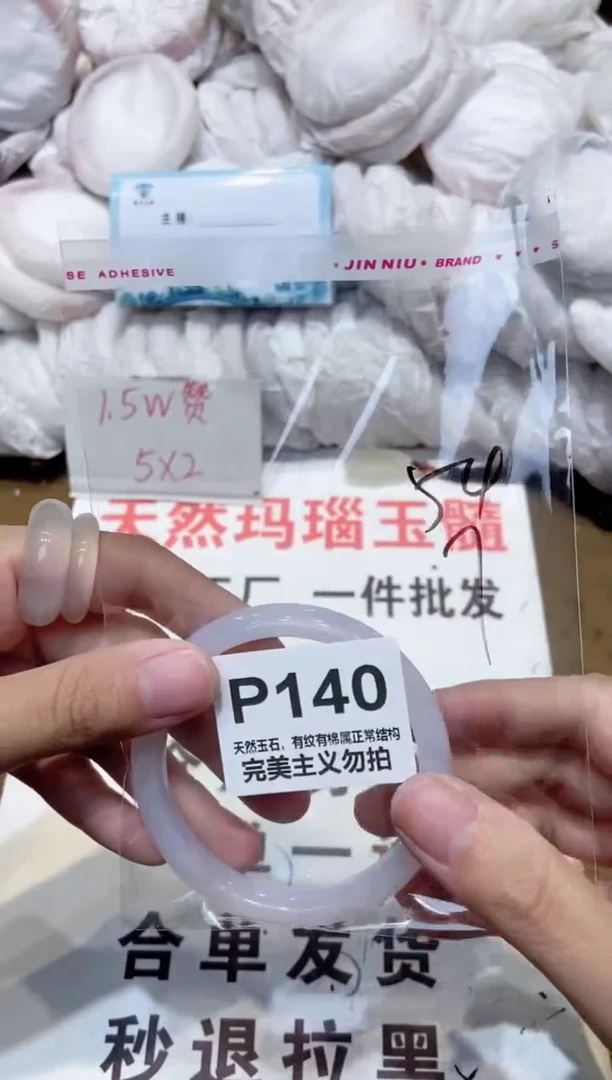 主播
SE ADHESIVE
JIN NIU • BRAND
1.5W赞
5X2
天然玛瑙玉髓
厂 一件批发
P140
天然玉石，有纹有棉属正常结构
完美主义勿拍
一
合单发货
秒退拉黑